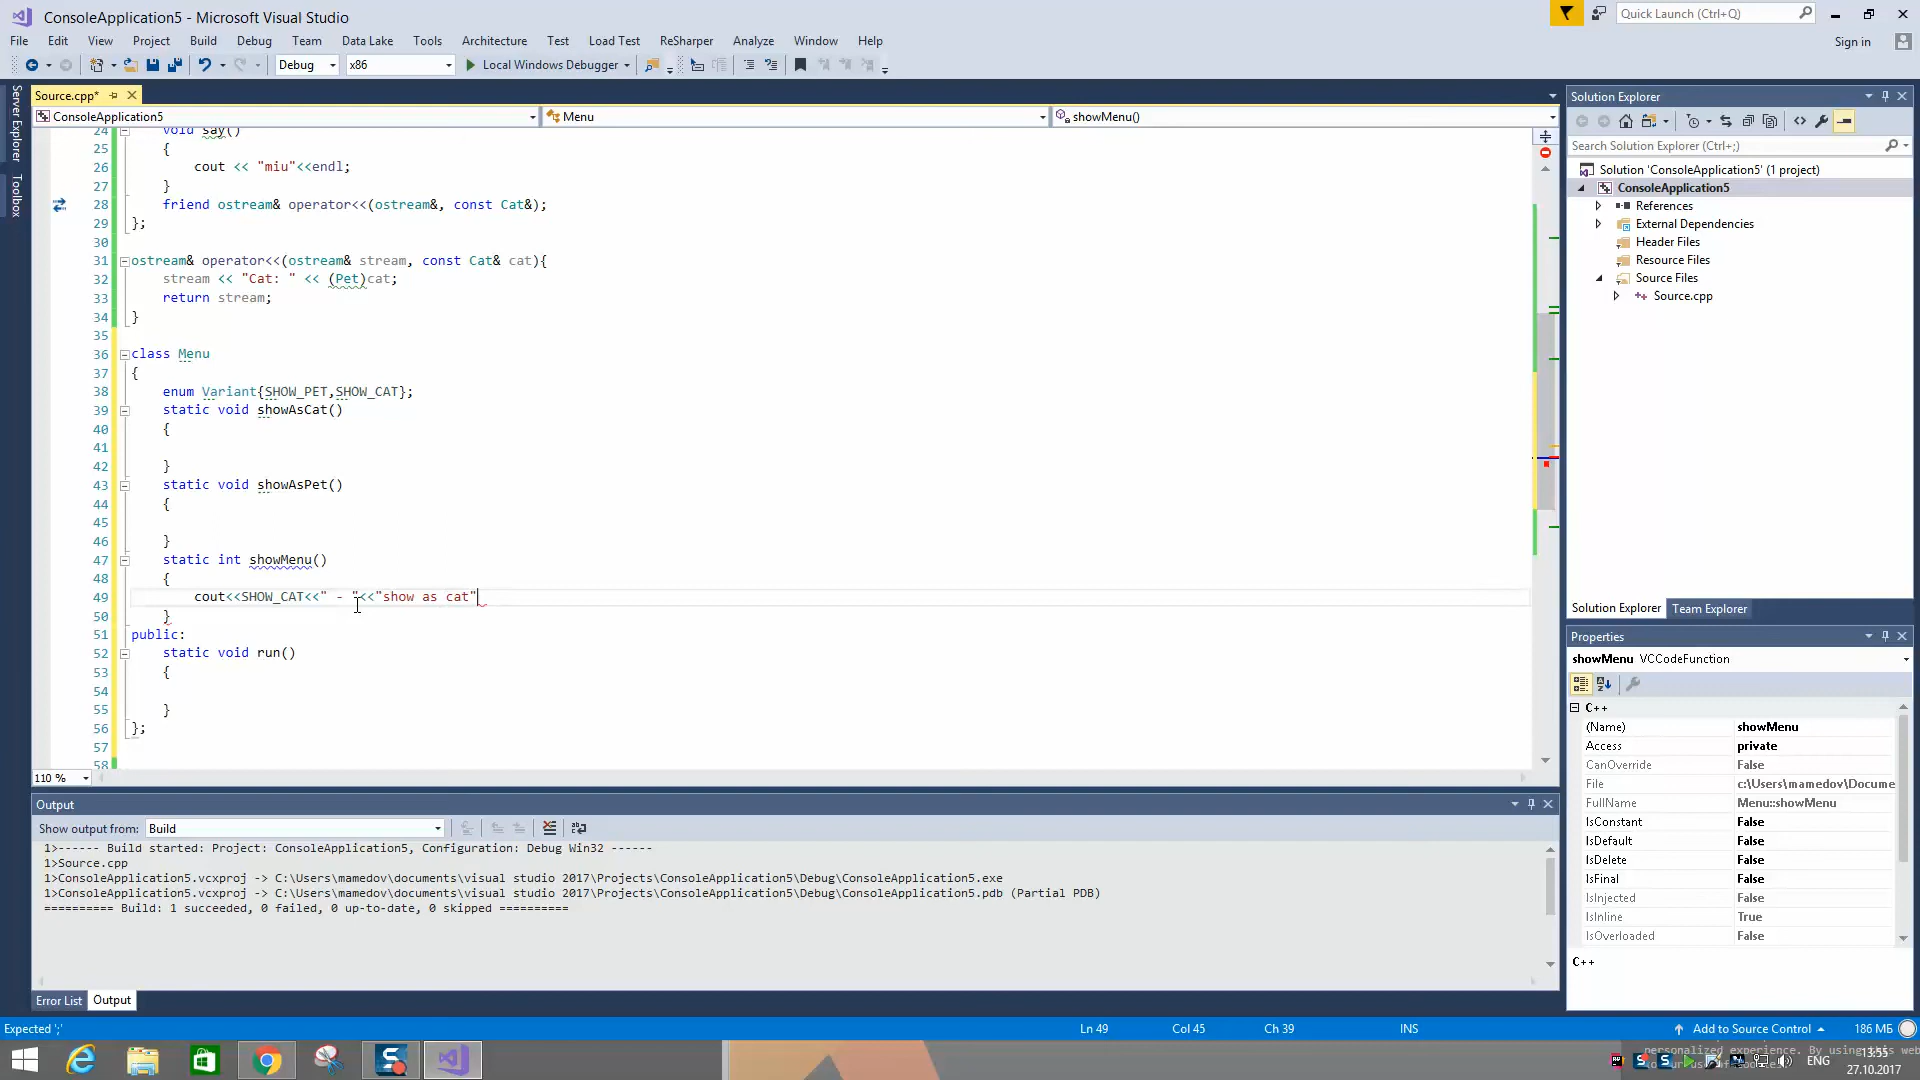 ConsoleApplication5 - Microsoft Visual Studio
Quick Launch (Ctrl+Q)
File Edit View Project Build Debug Team Data Lake Tools Architecture Test Load Test ReSharper Analyze Window Help
Sign in
Debug x86 Local Windows Debugger
Server Explorer
Toolbox
Source.cpp*
ConsoleApplication5 Menu showMenu()
24 void say()
25 {
26 cout << "miu"<<endl;
27 }
28 friend ostream& operator<<(ostream&, const Cat&);
29 };
30
31 ostream& operator<<(ostream& stream, const Cat& cat){
32 stream << "Cat: " << (Pet)cat;
33 return stream;
34 }
35
36 class Menu
37 {
38 enum Variant{SHOW_PET,SHOW_CAT};
39 static void showAsCat()
40 {
41
42 }
43 static void showAsPet()
44 {
45
46 }
47 static int showMenu()
48 {
49 cout<<SHOW_CAT<<" - "<<"show as cat"
50 }
51 public:
52 static void run()
53 {
54
55 }
56 };
57
58
110 %
Solution Explorer
Search Solution Explorer (Ctrl+;)
Solution 'ConsoleApplication5' (1 project)
ConsoleApplication5
References
External Dependencies
Header Files
Resource Files
Source Files
Source.cpp
Solution Explorer Team Explorer
Properties
showMenu VCCodeFunction
C++
(Name) showMenu
Access private
CanOverride False
File c:\Users\mamedov\Docume
FullName Menu::showMenu
IsConstant False
IsDefault False
IsDelete False
IsFinal False
IsInjected False
IsInline True
IsOverloaded False
C++
Output
Show output from: Build
1>------ Build started: Project: ConsoleApplication5, Configuration: Debug Win32 ------
1>Source.cpp
1>ConsoleApplication5.vcxproj -> C:\Users\mamedov\documents\visual studio 2017\Projects\ConsoleApplication5\Debug\ConsoleApplication5.exe
1>ConsoleApplication5.vcxproj -> C:\Users\mamedov\documents\visual studio 2017\Projects\ConsoleApplication5\Debug\ConsoleApplication5.pdb (Partial PDB)
========== Build: 1 succeeded, 0 failed, 0 up-to-date, 0 skipped ==========
Error List Output
Expected ';' Ln 49 Col 45 Ch 39 INS Add to Source Control 186 МБ
personalized experience. By using this web
ENG
13:55
27.10.2017